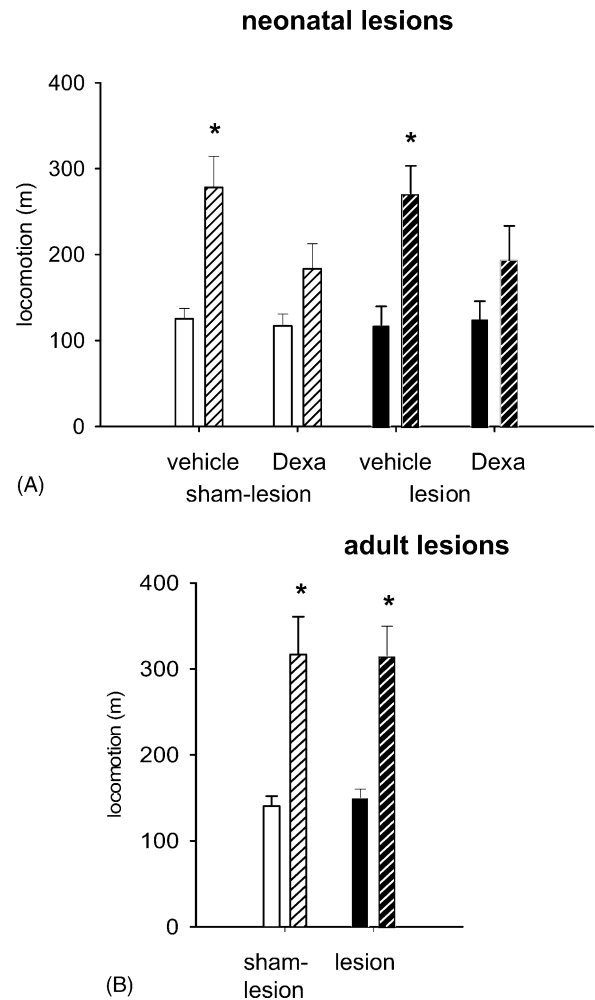 neonatal lesions
400
300
200
100
0
locomotion (m)
*
*
vehicle Dexa vehicle Dexa
sham-lesion lesion
(A)
adult lesions
400
300
200
100
0
locomotion (m)
*
*
sham- lesion
lesion
(B)